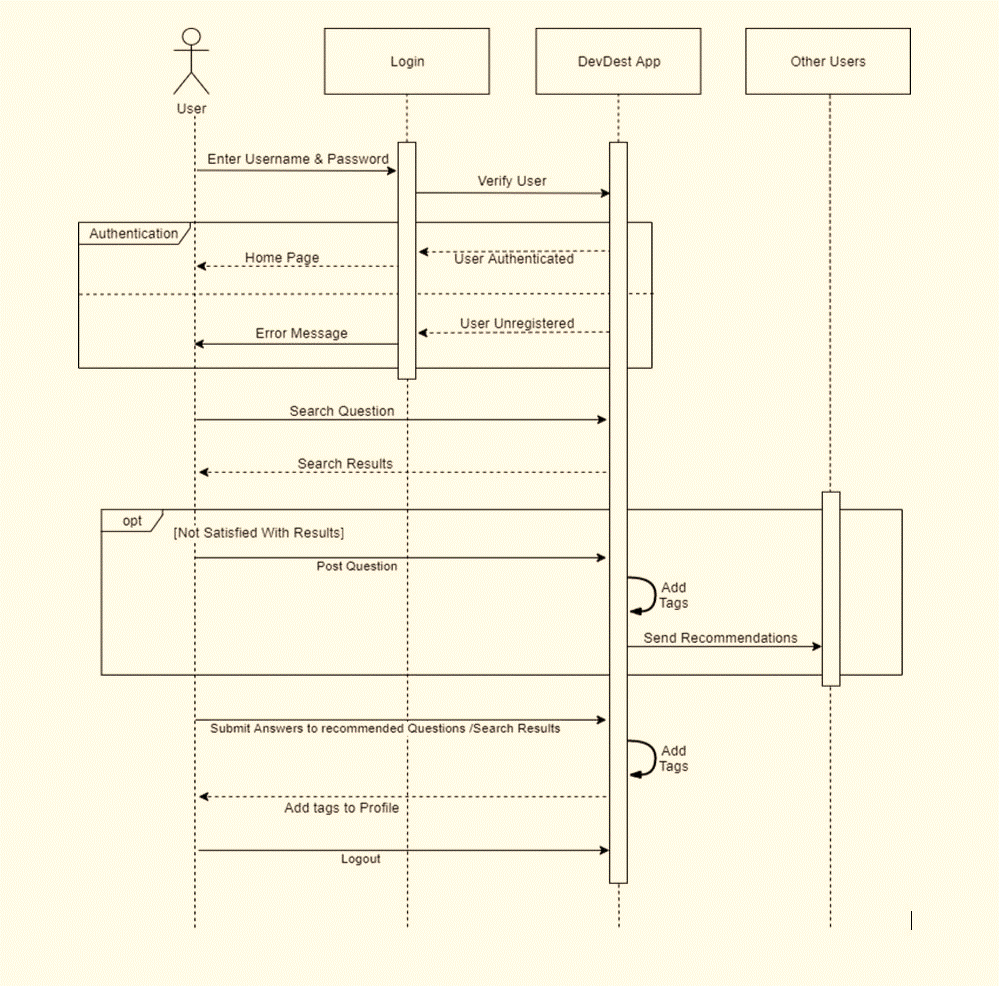 Login
DevDest App
Other Users
User
Enter Username & Password
Verify User
Authentication
Home Page
User Authenticated
User Unregistered
Error Message
Search Question
Search Results
opt
[Not Satisfied With Results]
Post Question
Add
Tags
Send Recommendations
Submit Answers to recommended Questions /Search Results
Add
Tags
Add tags to Profile
Logout